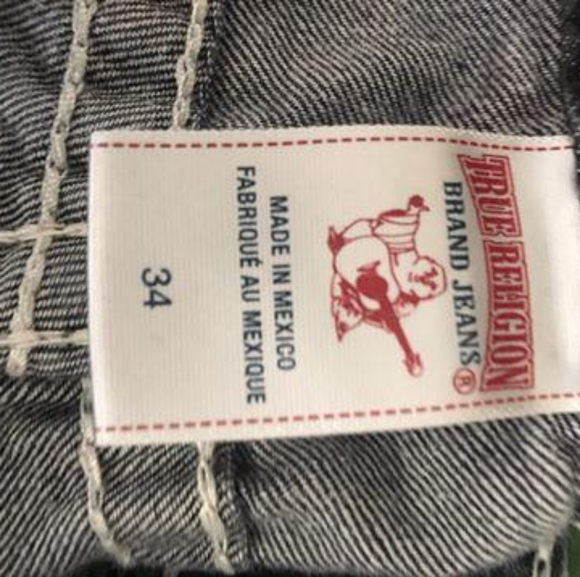 TRUE RELIGION
BRAND JEANS®
MADE IN MEXICO
FABRIQUÉ AU MEXIQUE
34